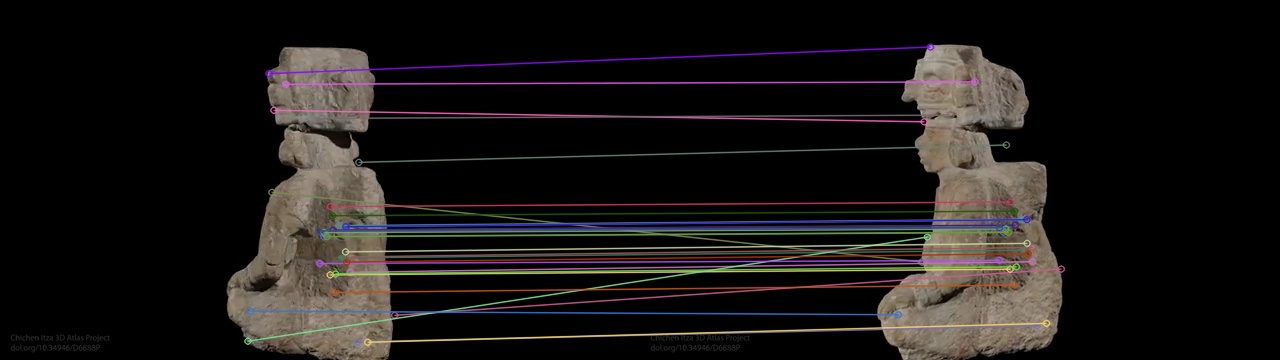 Chichen Itza 3D Atlas Project
doi.org/10.34946/D6B88P
Chichen Itza 3D Atlas Project
doi.org/10.34946/D6B88P